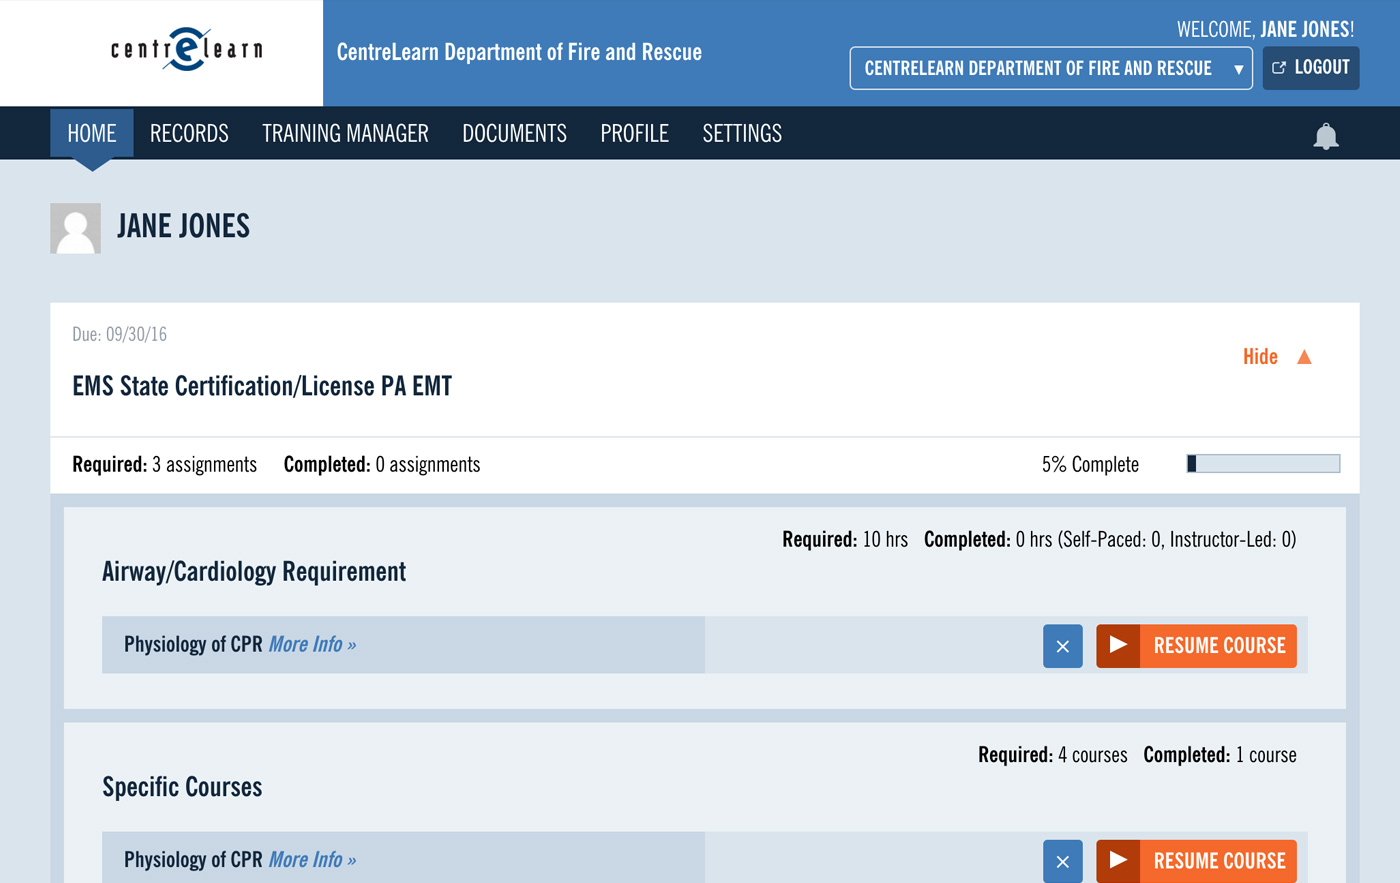 centrelearn
CentreLearn Department of Fire and Rescue
WELCOME, JANE JONES!
CENTRELEARN DEPARTMENT OF FIRE AND RESCUE ▼
LOGOUT
HOME RECORDS TRAINING MANAGER DOCUMENTS PROFILE SETTINGS
JANE JONES
Due: 09/30/16
Hide ▲
EMS State Certification/License PA EMT
Required: 3 assignments Completed: 0 assignments 5% Complete
Required: 10 hrs Completed: 0 hrs (Self-Paced: 0, Instructor-Led: 0)
Airway/Cardiology Requirement
Physiology of CPR More Info » × RESUME COURSE
Required: 4 courses Completed: 1 course
Specific Courses
Physiology of CPR More Info » × RESUME COURSE